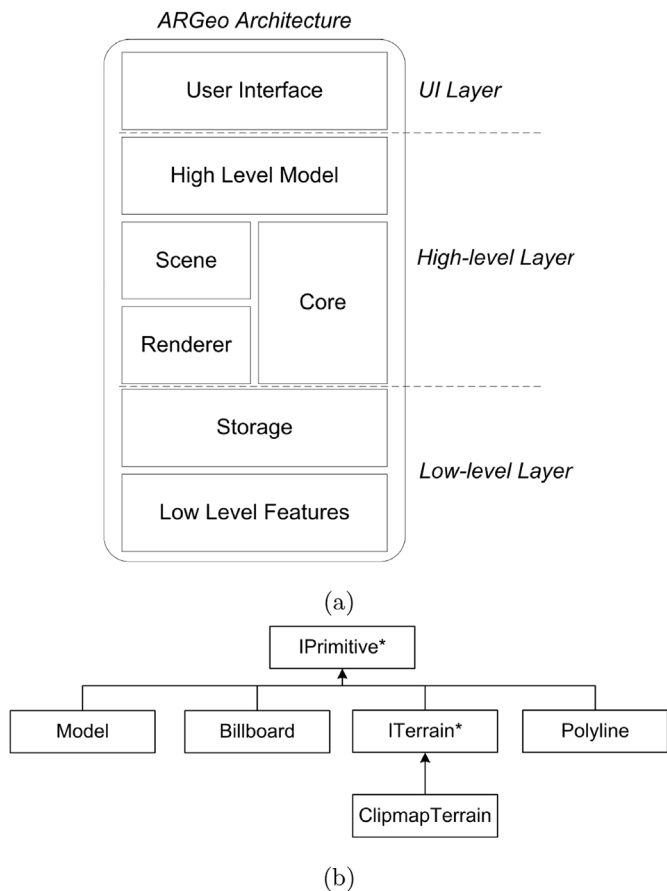 ARGeo Architecture
User Interface
UI Layer
High Level Model
Scene
Core
High-level Layer
Renderer
Storage
Low-level Layer
Low Level Features
(a)
IPrimitive*
Model Billboard ITerrain* Polyline
ClipmapTerrain
(b)